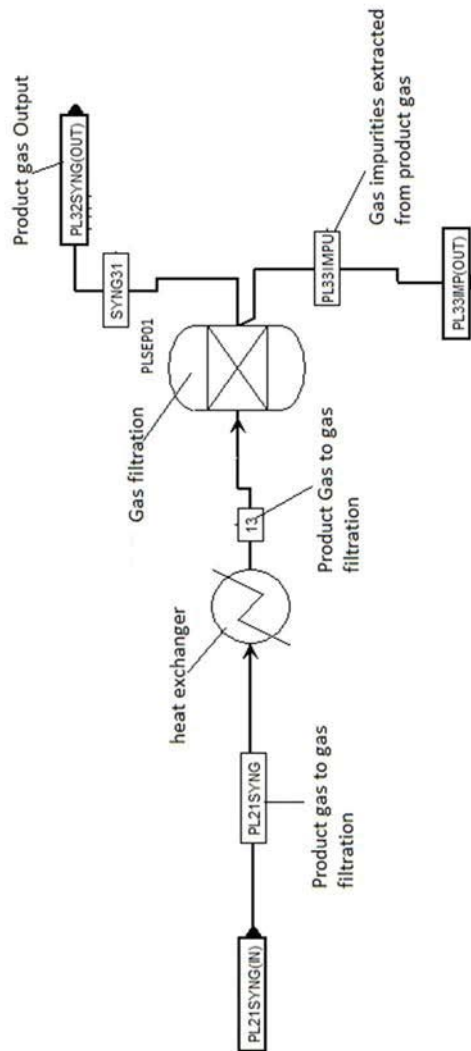 PL21SYNG(IN)
PL21SYNG
Product gas to gas
filtration
heat exchanger
13
Product Gas to gas
filtration
Gas filtration
PLSEP01
SYNG31
PL32SYNG(OUT)
Product gas Output
PL33IMPU
Gas impurities extracted
from product gas
PL33IMP(OUT)